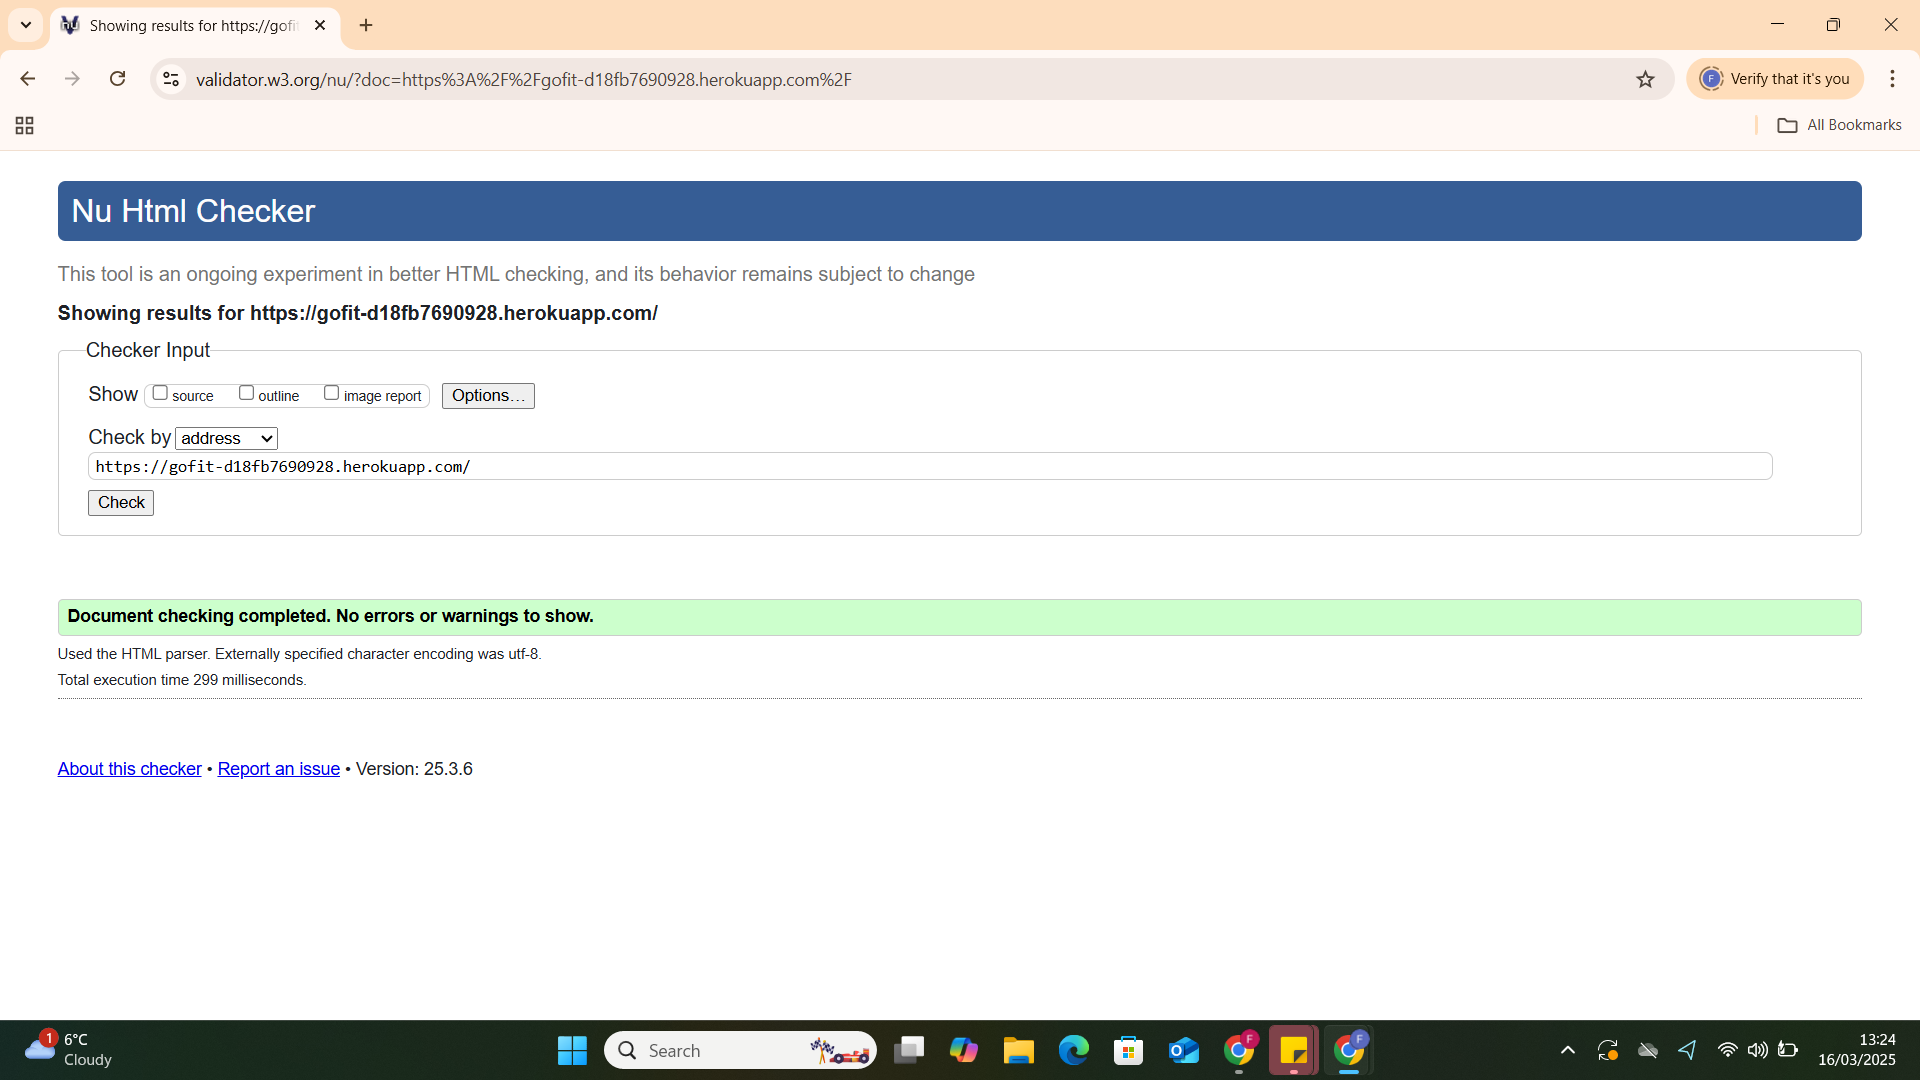 Showing results for https://gofi
validator.w3.org/nu/?doc=https%3A%2F%2Fgofit-d18fb7690928.herokuapp.com%2F
F
Verify that it's you
All Bookmarks
Nu Html Checker
This tool is an ongoing experiment in better HTML checking, and its behavior remains subject to change
Showing results for https://gofit-d18fb7690928.herokuapp.com/
Checker Input
Show source outline image report Options...
Check by address
https://gofit-d18fb7690928.herokuapp.com/
Check
Document checking completed. No errors or warnings to show.
Used the HTML parser. Externally specified character encoding was utf-8.
Total execution time 299 milliseconds.
About this checker • Report an issue • Version: 25.3.6
1
6°C
Cloudy
Search
F
F
13:24
16/03/2025